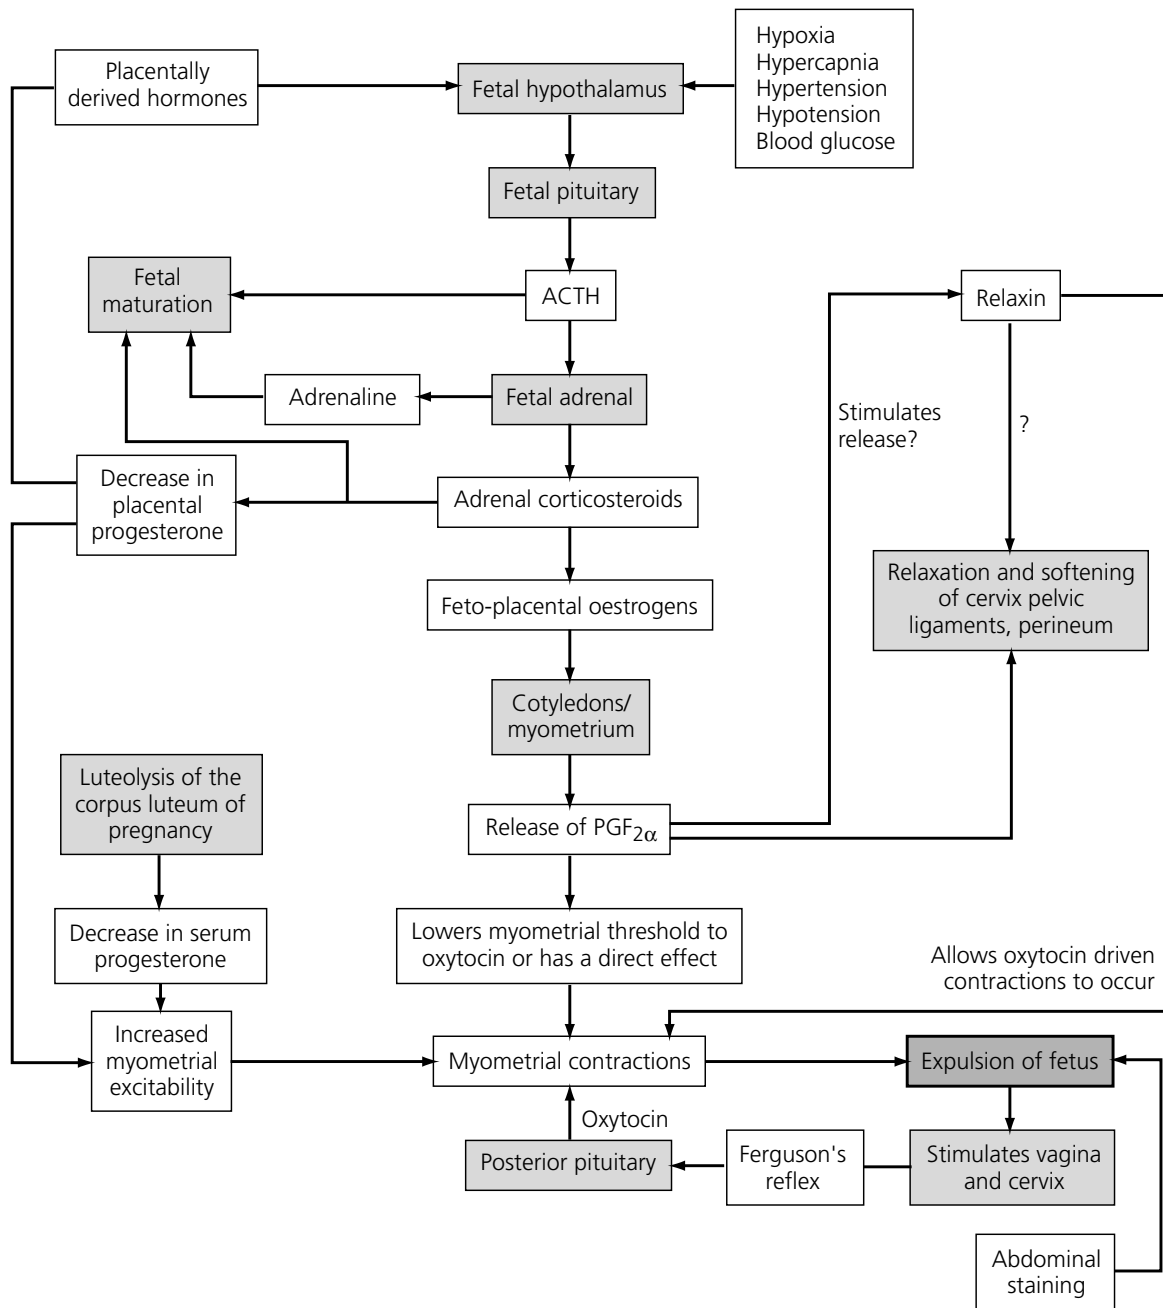 Placentally
derived hormones
Fetal hypothalamus
Hypoxia
Hypercapnia
Hypertension
Hypotension
Blood glucose
Fetal pituitary
Fetal
maturation
ACTH
Relaxin
Adrenaline
Fetal adrenal
Stimulates
release?
?
Decrease in
placental
progesterone
Adrenal corticosteroids
Relaxation and softening
of cervix pelvic
ligaments, perineum
Feto-placental oestrogens
Cotyledons/
myometrium
Luteolysis of the
corpus luteum of
pregnancy
Release of PGF2α
Decrease in serum
progesterone
Lowers myometrial threshold to
oxytocin or has a direct effect
Allows oxytocin driven
contractions to occur
Increased
myometrial
excitability
Myometrial contractions
Expulsion of fetus
Oxytocin
Posterior pituitary
Ferguson's
reflex
Stimulates vagina
and cervix
Abdominal
staining